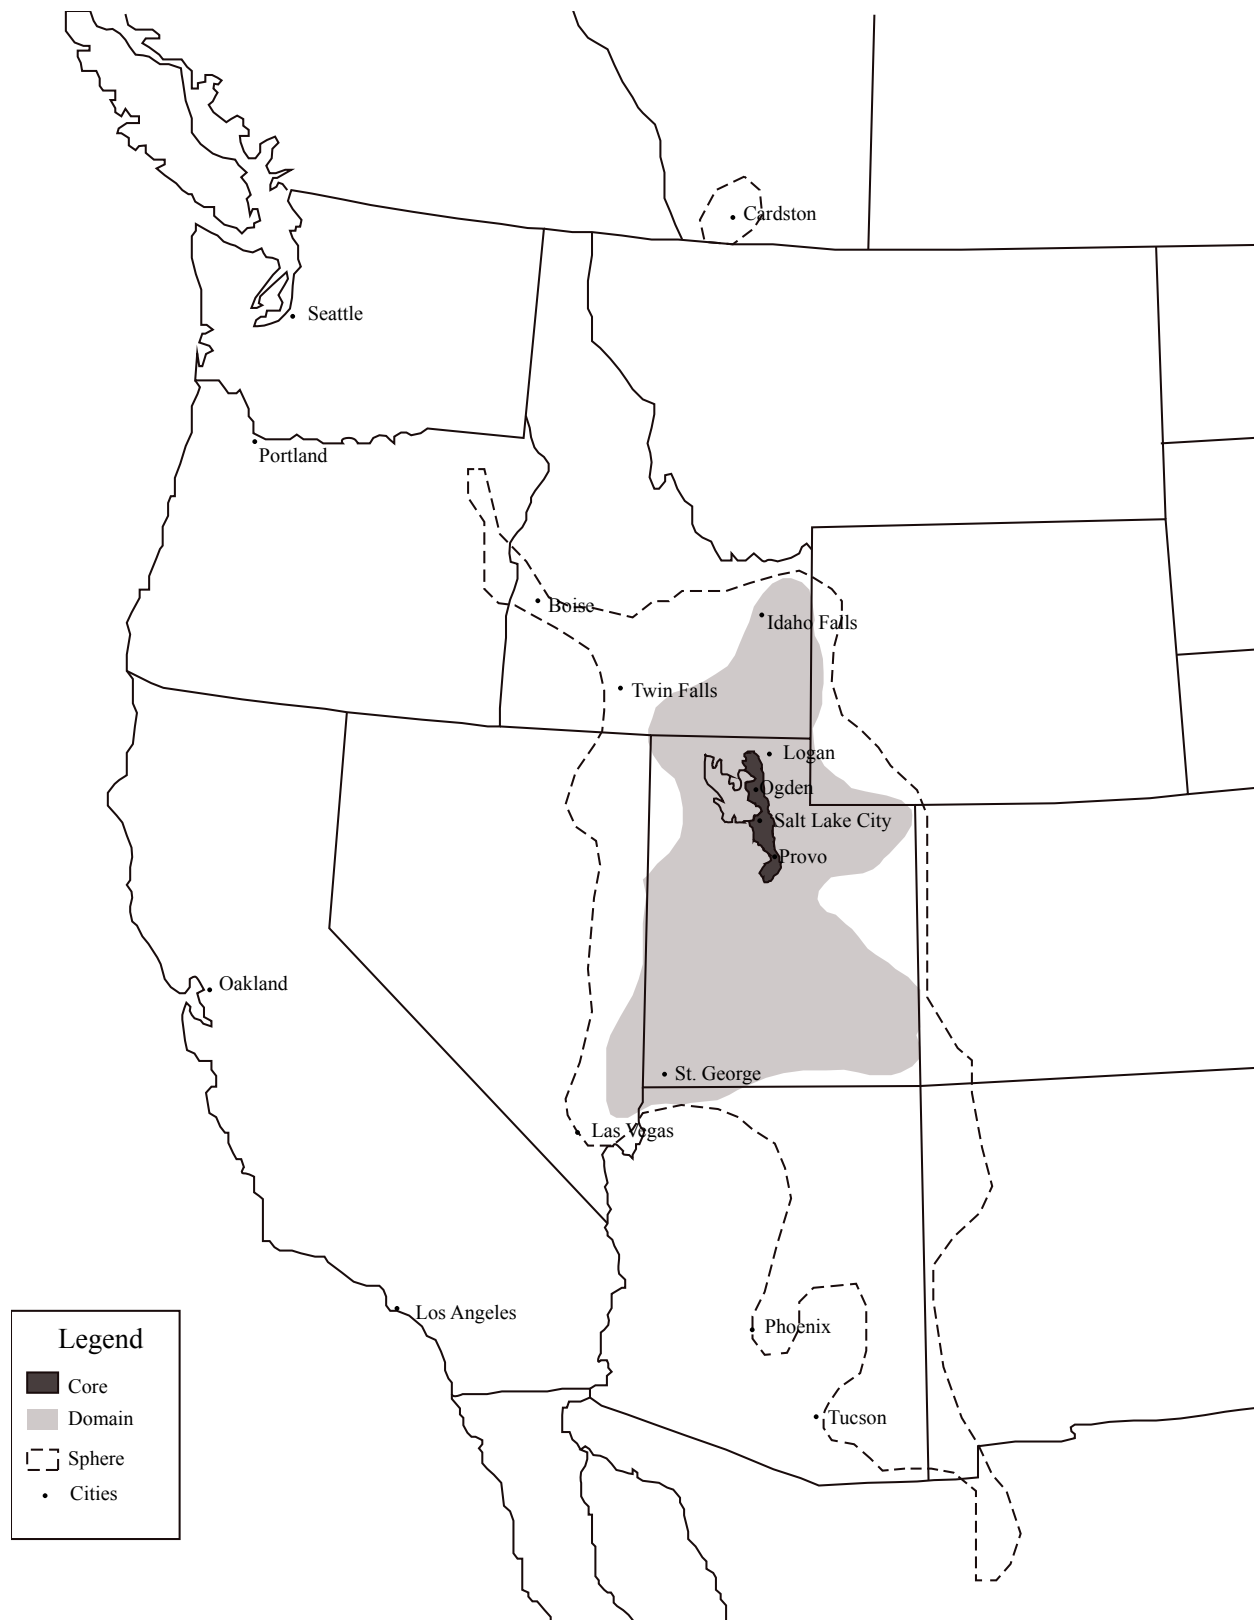 Cardston
Seattle
Portland
Boise
Idaho Falls
Twin Falls
Logan
Ogden
Salt Lake City
Provo
Oakland
St. George
Las Vegas
Los Angeles
Phoenix
Tucson
Legend
Core
Domain
Sphere
Cities